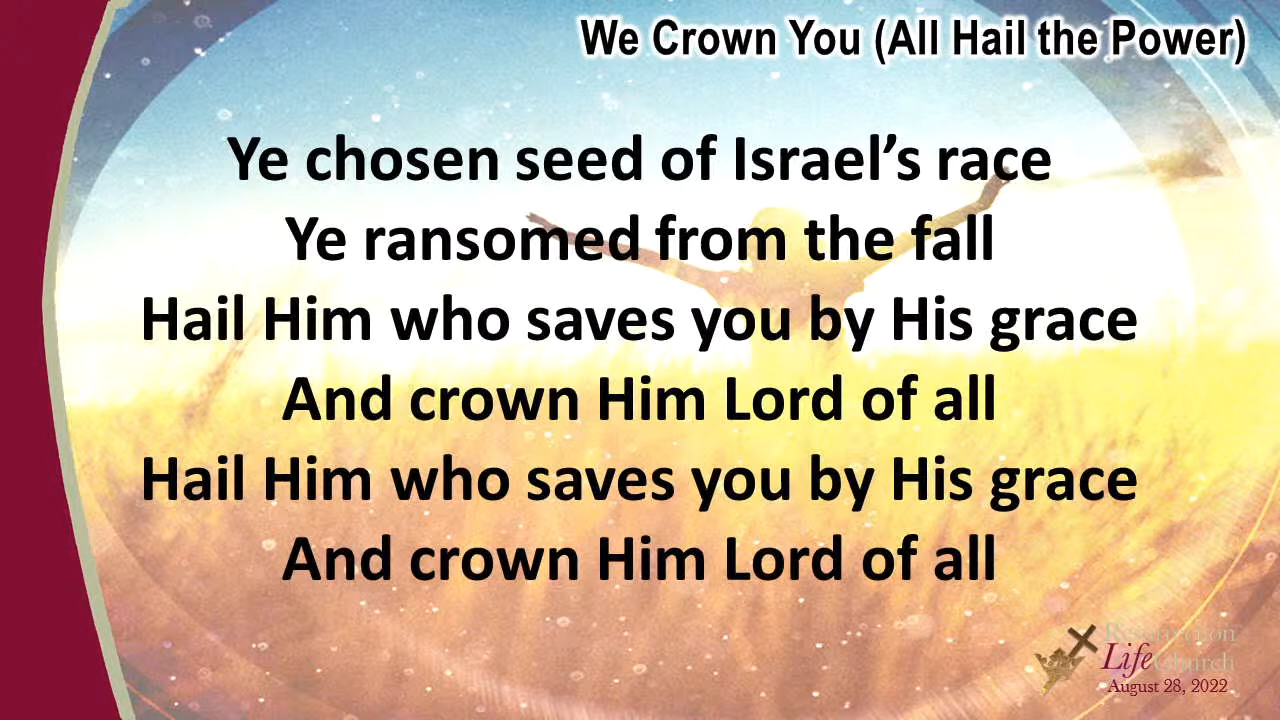 We Crown You (All Hail the Power)
Ye chosen seed of Israel’s race
Ye ransomed from the fall
Hail Him who saves you by His grace
And crown Him Lord of all
Hail Him who saves you by His grace
And crown Him Lord of all
Resurrection
Life Church
August 28, 2022